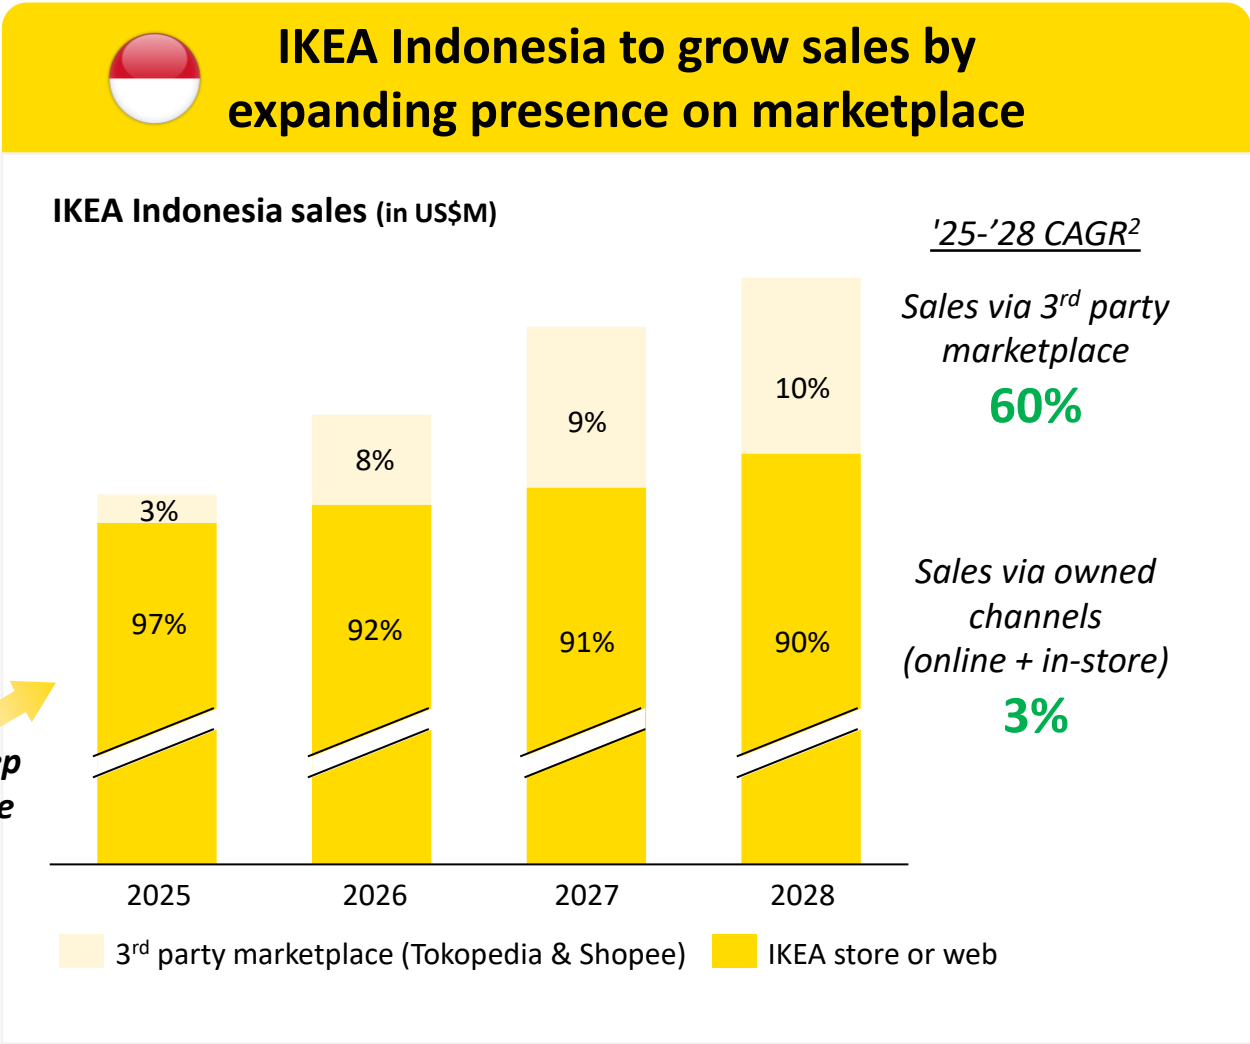 IKEA Indonesia to grow sales by
expanding presence on marketplace
IKEA Indonesia sales (in US$M)
'25-’28 CAGR²
Sales via 3ʳᵈ party
marketplace
60%
Sales via owned
channels
(online + in-store)
3%
3%
97%
8%
92%
9%
91%
10%
90%
2025
2026
2027
2028
3ʳᵈ party marketplace (Tokopedia & Shopee)
IKEA store or web